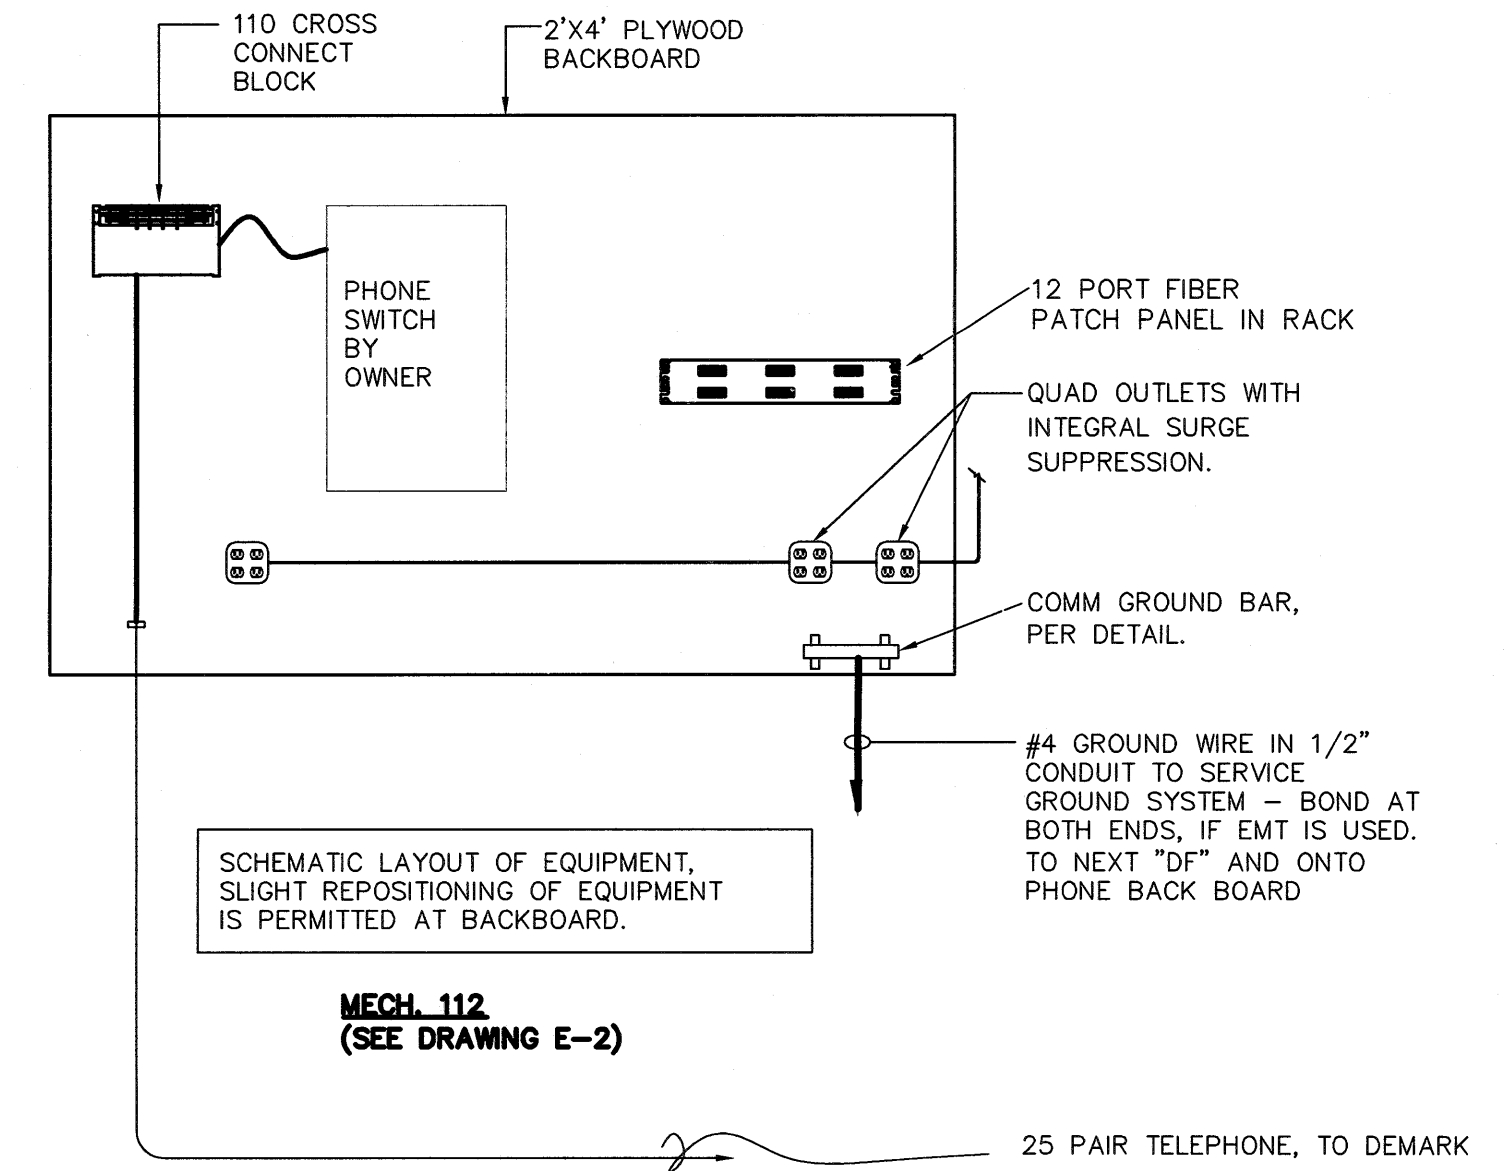 110 CROSS
CONNECT
BLOCK
2'X4' PLYWOOD
BACKBOARD
PHONE
SWITCH
BY
OWNER
12 PORT FIBER
PATCH PANEL IN RACK
QUAD OUTLETS WITH
INTEGRAL SURGE
SUPPRESSION.
COMM GROUND BAR,
PER DETAIL.
#4 GROUND WIRE IN 1/2"
CONDUIT TO SERVICE
GROUND SYSTEM – BOND AT
BOTH ENDS, IF EMT IS USED.
TO NEXT "DF" AND ONTO
PHONE BACK BOARD
SCHEMATIC LAYOUT OF EQUIPMENT,
SLIGHT REPOSITIONING OF EQUIPMENT
IS PERMITTED AT BACKBOARD.
MECH. 112
(SEE DRAWING E–2)
25 PAIR TELEPHONE, TO DEMARK